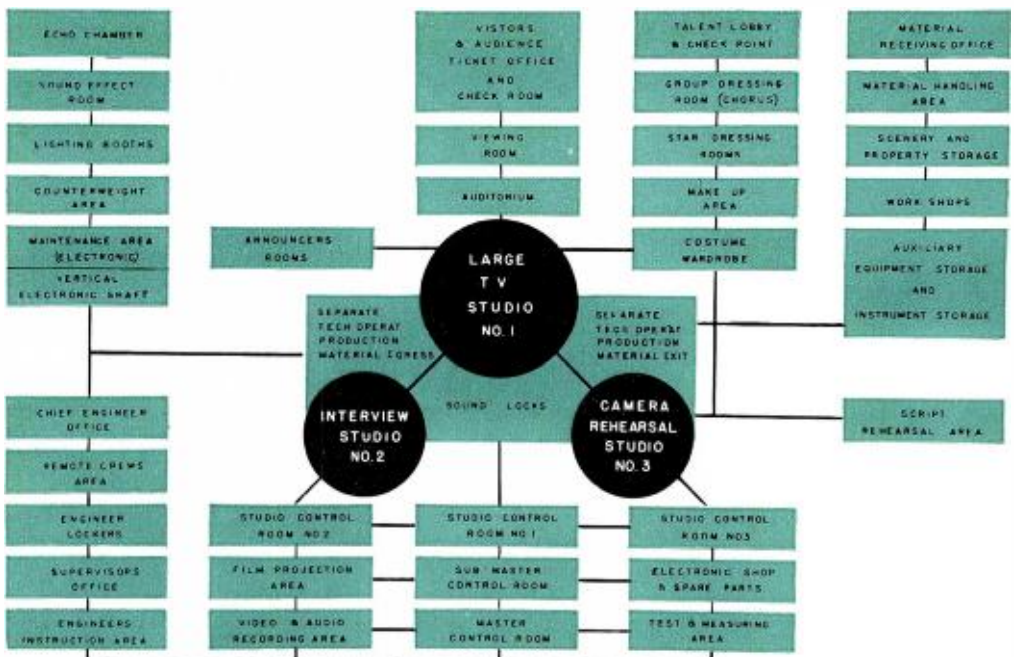 ECHO CHAMBER
SOUND EFFECT
ROOM
LIGHTING BOOTHS
COUNTERWEIGHT
AREA
MAINTENANCE AREA
(ELECTRONIC)
VERTICAL
ELECTRONIC SHAFT
CHIEF ENGINEER
OFFICE
REMOTE CREWS
AREA
ENGINEER
LOCKERS
SUPERVISORS
OFFICE
ENGINEERS
INSTRUCTION AREA
VISTORS
& AUDIENCE
TICKET OFFICE
AND
CHECK ROOM
VIEWING
ROOM
AUDITORIUM
ANNOUNCERS
ROOMS
LARGE
TV
STUDIO
NO. 1
SEPARATE
TECH OPERAT
PRODUCTION
MATERIAL EGRESS
SEPARATE
TECH OPERAT
PRODUCTION
MATERIAL EXIT
SOUND LOCKS
INTERVIEW
STUDIO
NO. 2
CAMERA
REHEARSAL
STUDIO
NO. 3
TALENT LOBBY
& CHECK POINT
GROUP DRESSING
ROOM (CHORUS)
STAR DRESSING
ROOMS
MAKE UP
AREA
COSTUME
WARDROBE
MATERIAL
RECEIVING OFFICE
MATERIAL HANDLING
AREA
SCENERY AND
PROPERTY STORAGE
WORK SHOPS
AUXILIARY
EQUIPMENT STORAGE
AND
INSTRUMENT STORAGE
SCRIPT
REHEARSAL AREA
STUDIO CONTROL
ROOM NO 2
STUDIO CONTROL
ROOM NO 1
STUDIO CONTROL
ROOM NO 3
FILM PROJECTION
AREA
SUB MASTER
CONTROL ROOM
ELECTRONIC SHOP
& SPARE PARTS
VIDEO & AUDIO
RECORDING AREA
MASTER
CONTROL ROOM
TEST & MEASURING
AREA